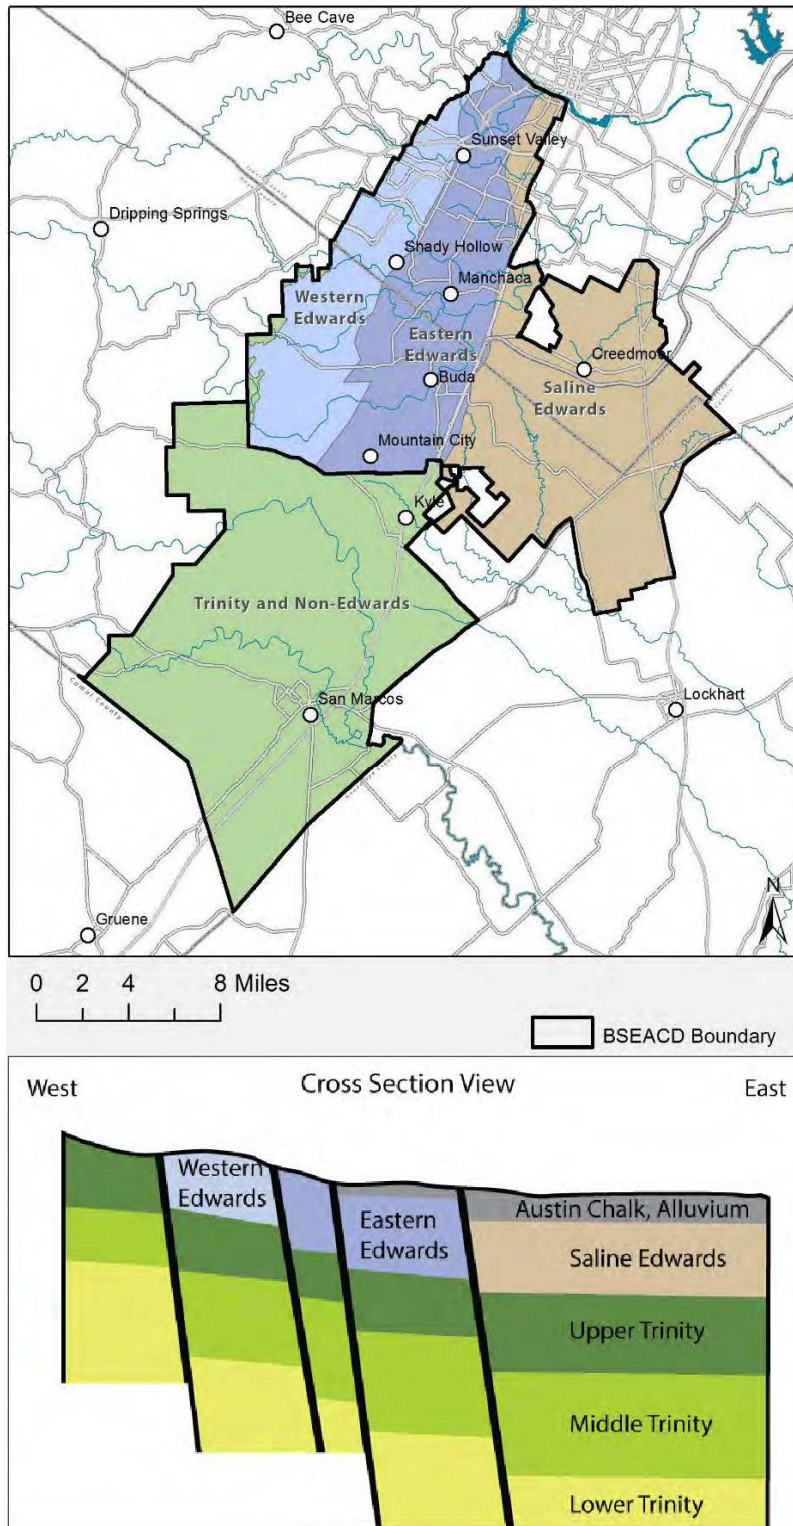 Bee Cave
Sunset Valley
Dripping Springs
Shady Hollow
Western
Edwards
Manchaca
Eastern
Edwards
Creedmoor
Buda
Saline
Edwards
Mountain City
Kyle
Trinity and Non-Edwards
Comal County
San Marcos
Lockhart
Gruene
N
0 2 4 8 Miles
BSEACD Boundary
Cross Section View
West
East
Western
Edwards
Eastern
Edwards
Austin Chalk, Alluvium
Saline Edwards
Upper Trinity
Middle Trinity
Lower Trinity